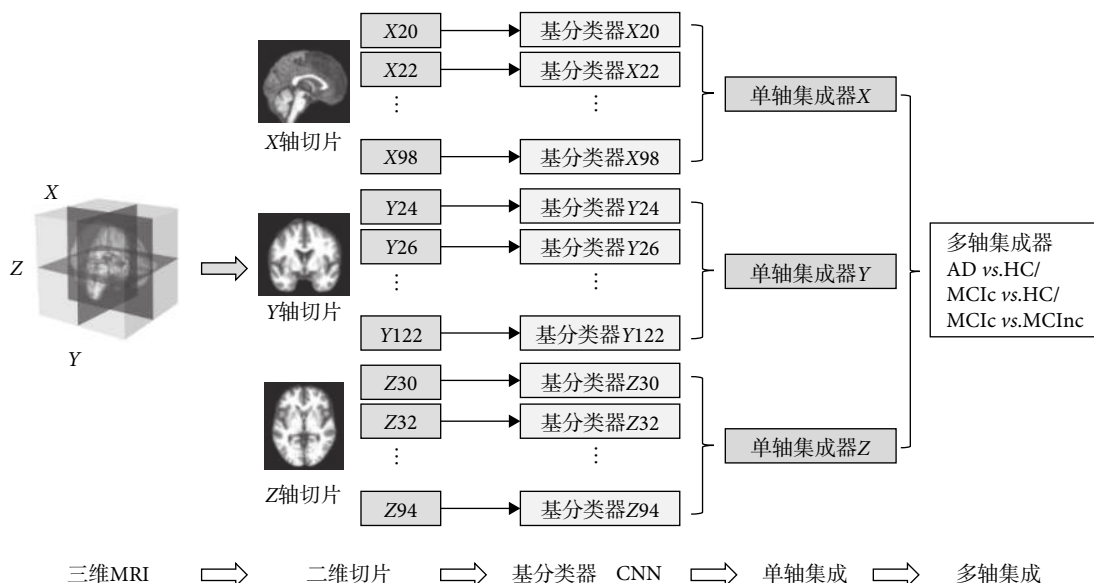 X
Z
Y
X轴切片
Y轴切片
Z轴切片
X20
X22
⋮
X98
Y24
Y26
⋮
Y122
Z30
Z32
⋮
Z94
基分类器X20
基分类器X22
⋮
基分类器X98
基分类器Y24
基分类器Y26
⋮
基分类器Y122
基分类器Z30
基分类器Z32
⋮
基分类器Z94
单轴集成器X
单轴集成器Y
单轴集成器Z
多轴集成器
AD vs.HC/
MCIc vs.HC/
MCIc vs.MCInc
三维MRI 二维切片 基分类器 CNN 单轴集成 多轴集成